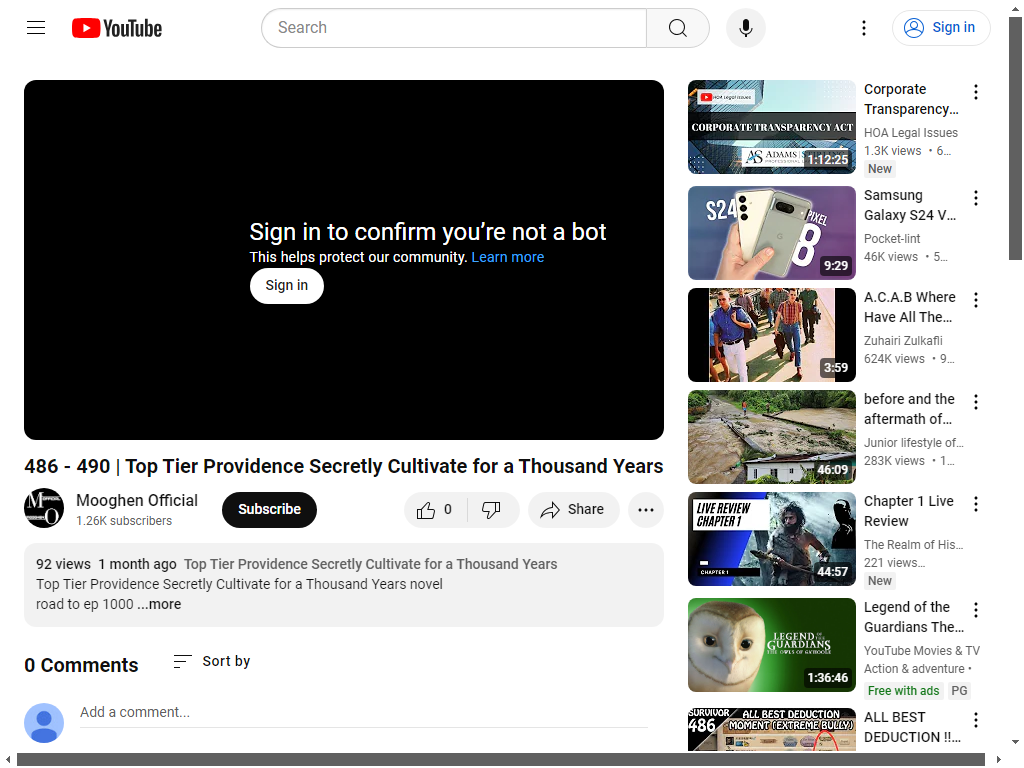 YouTube
Search
Sign in
Sign in to confirm you’re not a bot
This helps protect our community. Learn more
Sign in
486 - 490 | Top Tier Providence Secretly Cultivate for a Thousand Years
Mooghen Official
1.26K subscribers
Subscribe
0
Share
92 views 1 month ago Top Tier Providence Secretly Cultivate for a Thousand Years
Top Tier Providence Secretly Cultivate for a Thousand Years novel
road to ep 1000 ...more
0 Comments
Sort by
Add a comment...
HOA Legal Issues
CORPORATE TRANSPARENCY ACT
ADAMS
1:12:25
Corporate
Transparency…
HOA Legal Issues
1.3K views • 6…
New
S24
PIXEL
8
9:29
Samsung
Galaxy S24 V…
Pocket-lint
46K views • 5…
3:59
A.C.A.B Where
Have All The…
Zuhairi Zulkafli
624K views • 9…
46:09
before and the
aftermath of…
Junior lifestyle of…
283K views • 1…
LIVE REVIEW
CHAPTER 1
CHAPTER 1
44:57
Chapter 1 Live
Review
The Realm of His…
221 views…
New
LEGEND OF THE
GUARDIANS
THE OWLS OF GA'HOOLE
1:36:46
Legend of the
Guardians The…
YouTube Movies & TV
Action & adventure •
Free with ads
PG
SURVIVOR
486
ALL BEST DEDUCTION
MOMENT (EXTREME BULLY)
ALL BEST
DEDUCTION !!…